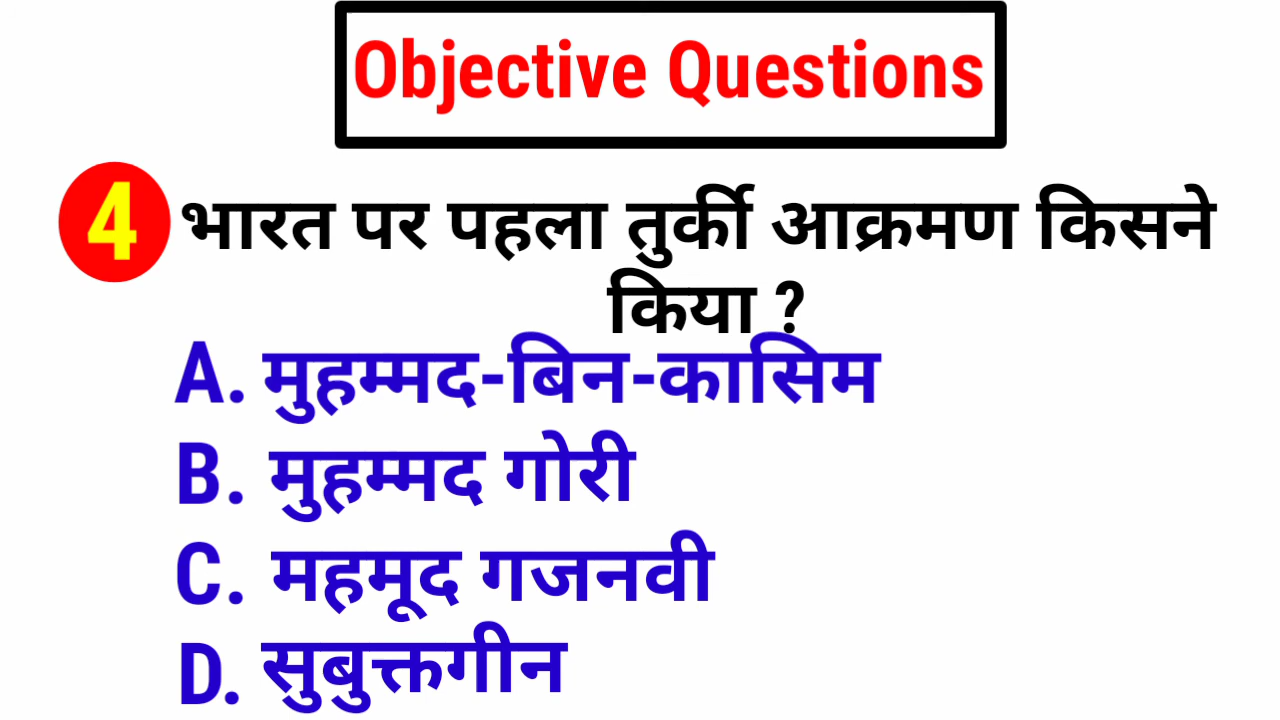 Objective Questions
4 भारत पर पहला तुर्की आक्रमण किसने
किया ?
A. मुहम्मद-बिन-कासिम
B. मुहम्मद गोरी
C. महमूद गजनवी
D. सुबुक्तगीन